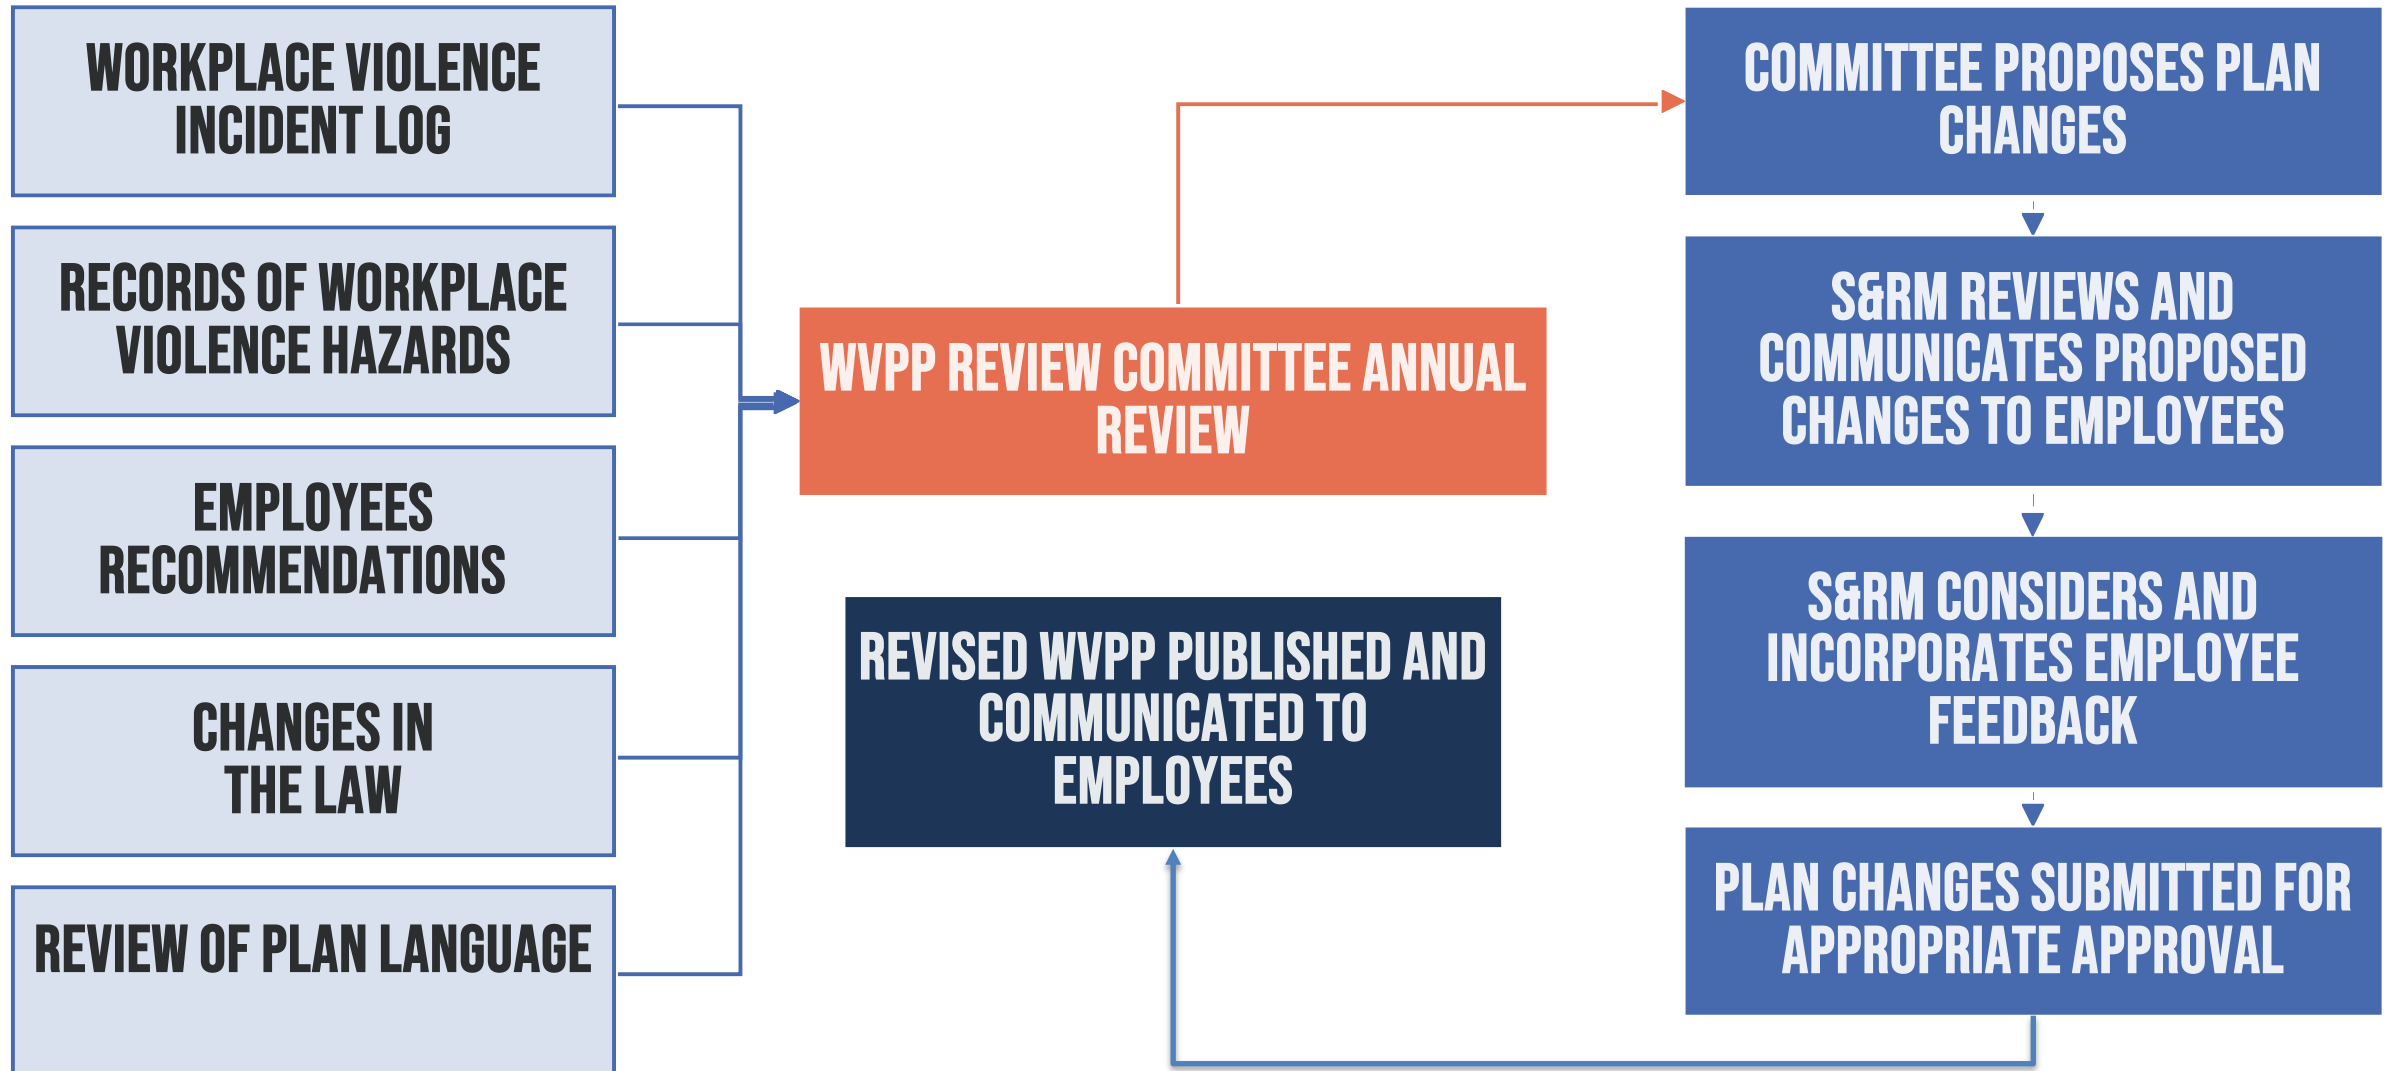 WORKPLACE VIOLENCE
INCIDENT LOG
RECORDS OF WORKPLACE
VIOLENCE HAZARDS
EMPLOYEES
RECOMMENDATIONS
CHANGES IN
THE LAW
REVIEW OF PLAN LANGUAGE
WVPP REVIEW COMMITTEE ANNUAL
REVIEW
REVISED WVPP PUBLISHED AND
COMMUNICATED TO
EMPLOYEES
COMMITTEE PROPOSES PLAN
CHANGES
S&RM REVIEWS AND
COMMUNICATES PROPOSED
CHANGES TO EMPLOYEES
S&RM CONSIDERS AND
INCORPORATES EMPLOYEE
FEEDBACK
PLAN CHANGES SUBMITTED FOR
APPROPRIATE APPROVAL